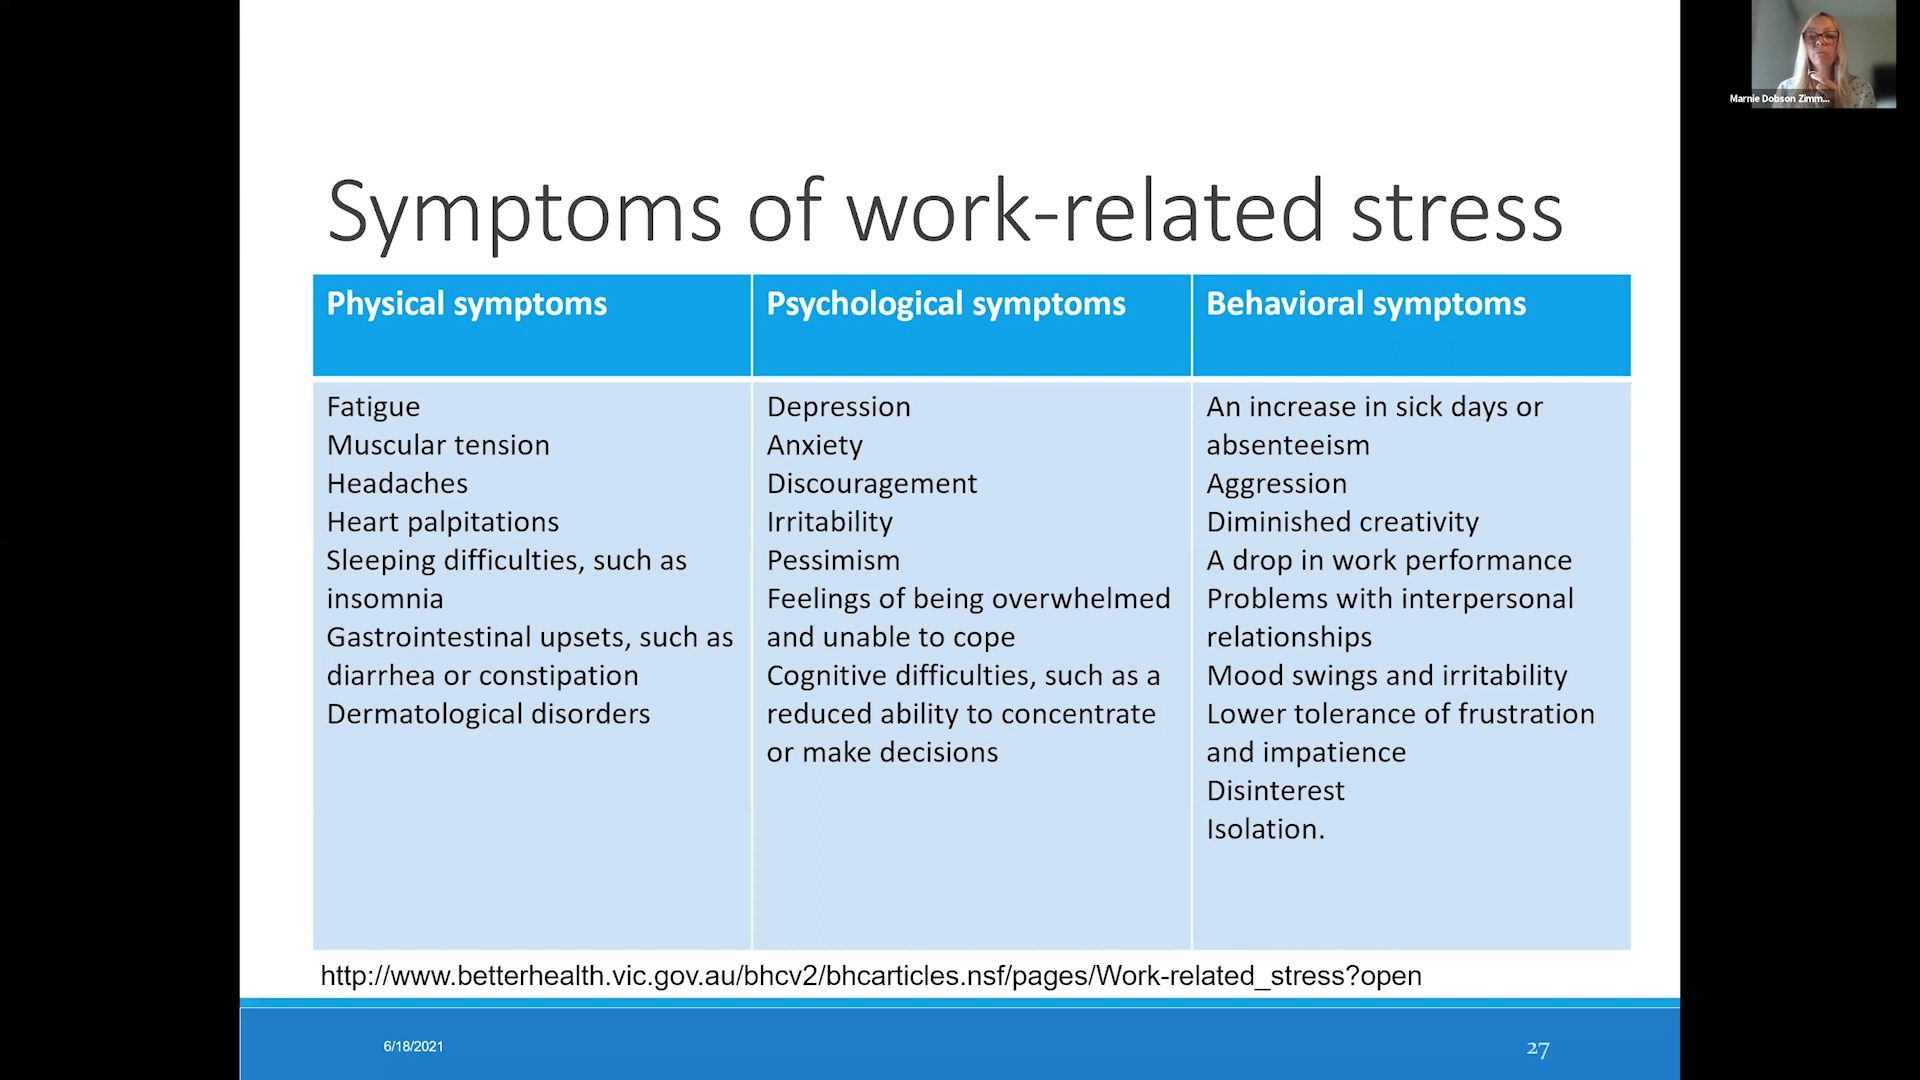 Marnie Dobson Zimm...
Symptoms of work-related stress
Physical symptoms
Fatigue
Muscular tension
Headaches
Heart palpitations
Sleeping difficulties, such as
insomnia
Gastrointestinal upsets, such as
diarrhea or constipation
Dermatological disorders
Psychological symptoms
Depression
Anxiety
Discouragement
Irritability
Pessimism
Feelings of being overwhelmed
and unable to cope
Cognitive difficulties, such as a
reduced ability to concentrate
or make decisions
Behavioral symptoms
An increase in sick days or
absenteeism
Aggression
Diminished creativity
A drop in work performance
Problems with interpersonal
relationships
Mood swings and irritability
Lower tolerance of frustration
and impatience
Disinterest
Isolation.
http://www.betterhealth.vic.gov.au/bhcv2/bhcarticles.nsf/pages/Work-related_stress?open
6/18/2021
27